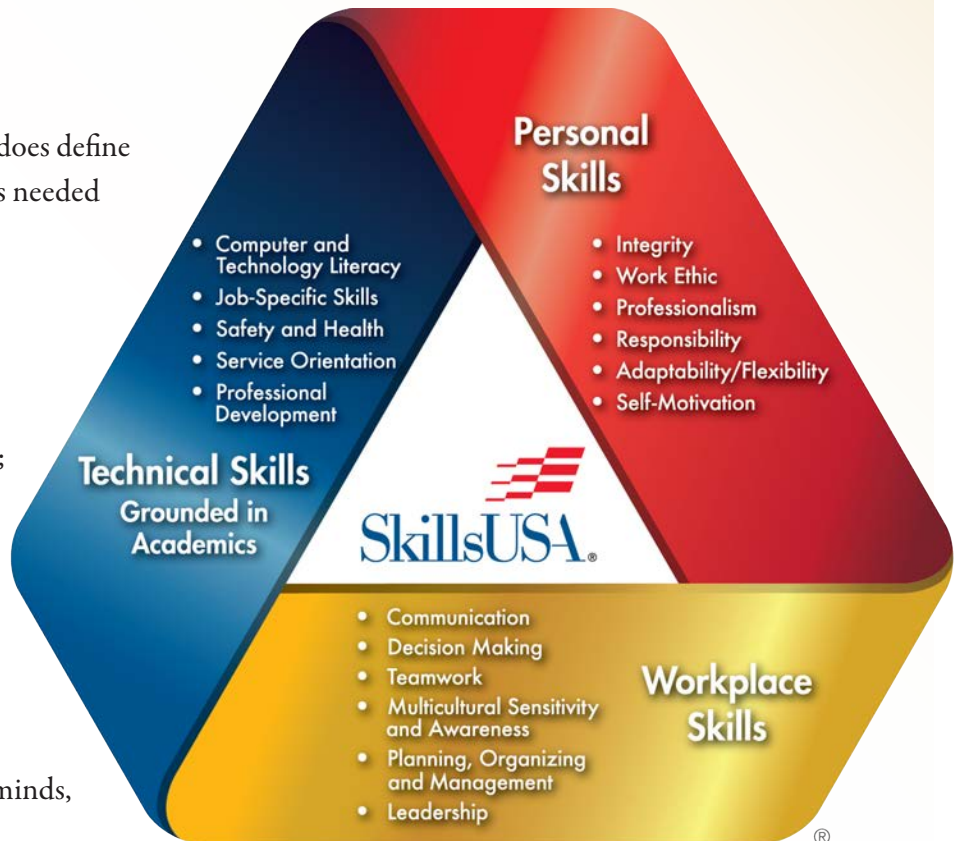 does define
s needed
;
minds,
Personal
Skills
• Integrity
• Work Ethic
• Professionalism
• Responsibility
• Adaptability/Flexibility
• Self-Motivation
• Computer and
Technology Literacy
• Job-Specific Skills
• Safety and Health
• Service Orientation
• Professional
Development
Technical Skills
Grounded in
Academics
SkillsUSA®
• Communication
• Decision Making
• Teamwork
• Multicultural Sensitivity
and Awareness
• Planning, Organizing
and Management
• Leadership
Workplace
Skills
®